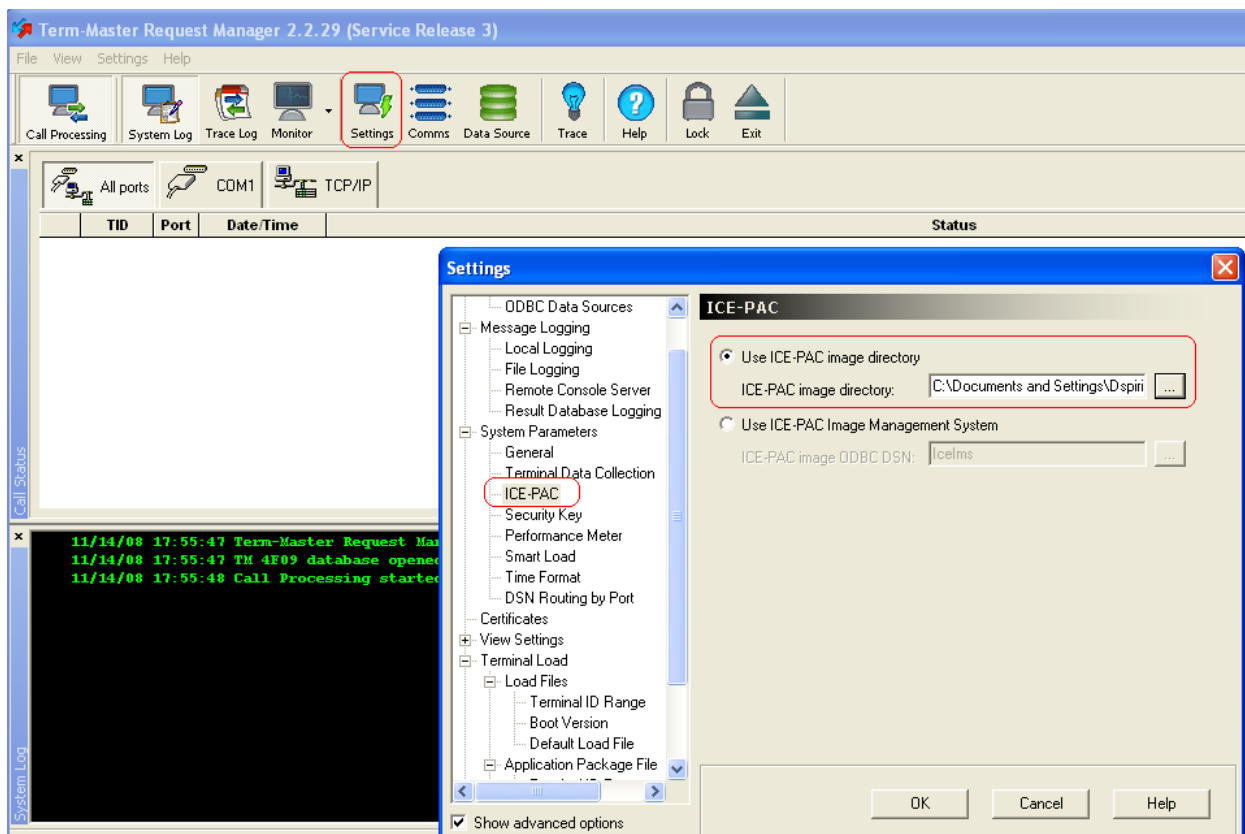 Term-Master Request Manager 2.2.29 (Service Release 3)
File View Settings Help
Call Processing System Log Trace Log Monitor Settings Comms Data Source Trace Help Lock Exit
All ports COM1 TCP/IP
TID Port Date/Time Status
Call Status
11/14/08 17:55:47 Term-Master Request Ma
11/14/08 17:55:47 TM 4F09 database opene
11/14/08 17:55:48 Call Processing starte
System Log
Settings
ODBC Data Sources
Message Logging
Local Logging
File Logging
Remote Console Server
Result Database Logging
System Parameters
General
Terminal Data Collection
ICE-PAC
Security Key
Performance Meter
Smart Load
Time Format
DSN Routing by Port
Certificates
View Settings
Terminal Load
Load Files
Terminal ID Range
Boot Version
Default Load File
Application Package File
Show advanced options
ICE-PAC
Use ICE-PAC image directory
ICE-PAC image directory: C:\Documents and Settings\Dspiri ...
Use ICE-PAC Image Management System
ICE-PAC image ODBC DSN: IceIms ...
OK Cancel Help